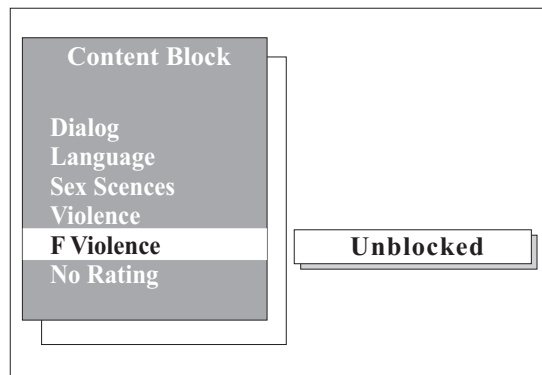 Content Block
Dialog
Language
Sex Scences
Violence
F Violence
Unblocked
No Rating